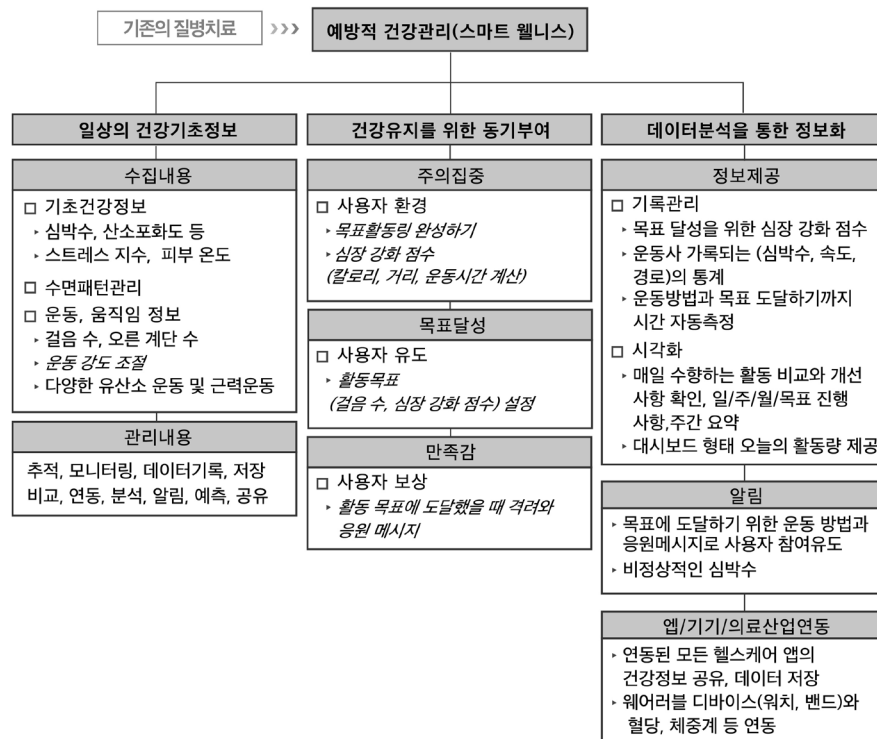 기존의 질병치료
>>>
예방적 건강관리(스마트 웰니스)
일상의 건강기초정보
수집내용
□ 기초건강정보
▸ 심박수, 산소포화도 등
▸ 스트레스 지수, 피부 온도
□ 수면패턴관리
□ 운동, 움직임 정보
▸ 걸음 수, 오른 계단 수
▸ 운동 강도 조절
▸ 다양한 유산소 운동 및 근력운동
관리내용
추적, 모니터링, 데이터기록, 저장
비교, 연동, 분석, 알림, 예측, 공유
건강유지를 위한 동기부여
주의집중
□ 사용자 환경
▸ 목표활동링 완성하기
▸ 심장 강화 점수
(칼로리, 거리, 운동시간 계산)
목표달성
□ 사용자 유도
▸ 활동목표
(걸음 수, 심장 강화 점수) 설정
만족감
□ 사용자 보상
▸ 활동 목표에 도달했을 때 격려와
응원 메시지
데이터분석을 통한 정보화
정보제공
□ 기록관리
▸ 목표 달성을 위한 심장 강화 점수
▸ 운동사 가록되는 (심박수, 속도,
경로)의 통계
▸ 운동방법과 목표 도달하기까지
시간 자동측정
□ 시각화
▸ 매일 수향하는 활동 비교와 개선
사항 확인, 일/주/월/목표 진행
사항,주간 요약
▸ 대시보드 형태 오늘의 활동량 제공
알림
▸ 목표에 도달하기 위한 운동 방법과
응원메시지로 사용자 참여유도
▸ 비정상적인 심박수
엡/기기/의료산업연동
▸ 연동된 모든 헬스케어 앱의
건강정보 공유, 데이터 저장
▸ 웨어러블 디바이스(워치, 밴드)와
혈당, 체중계 등 연동